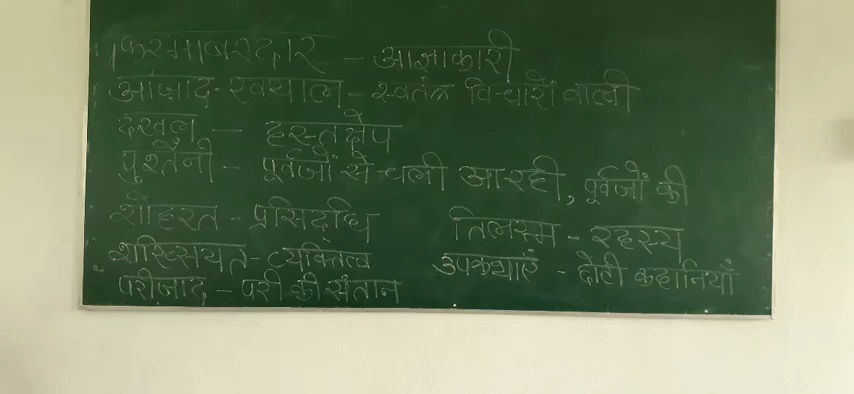 फरमाबरदार - आज्ञाकारी
आज़ाद-ख्याल - स्वतंत्र विचारों वाली
दखल - हस्तक्षेप
पुश्तैनी - पूर्वजों से चली आ रही, पूर्वजों की
शोहरत - प्रसिद्धि तिलस्म - रहस्य
शख्सियत - व्यक्तित्व उपकथाएं - छोटी कहानियाँ
परीजाद - परी की संतान